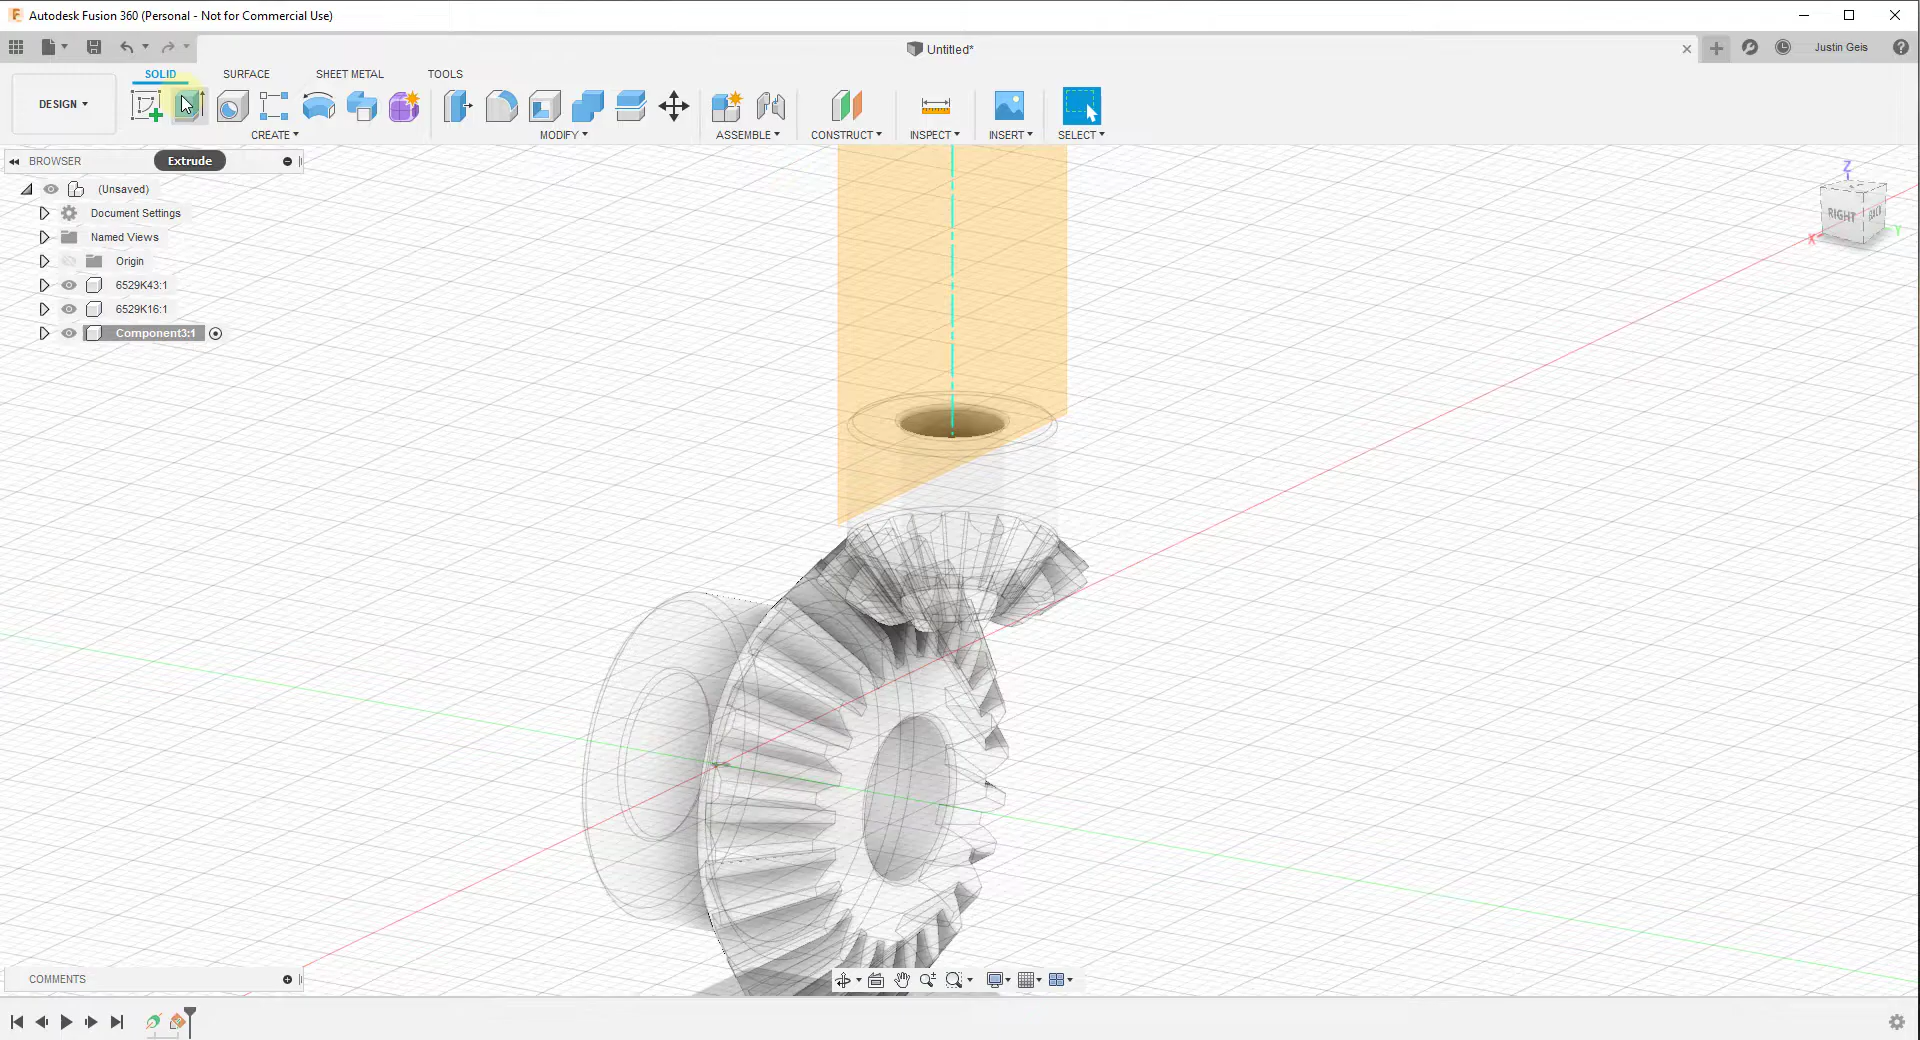 Autodesk Fusion 360 (Personal - Not for Commercial Use)
Untitled*
Justin Geis
SOLID
SURFACE
SHEET METAL
TOOLS
DESIGN
CREATE
MODIFY
ASSEMBLE
CONSTRUCT
INSPECT
INSERT
SELECT
BROWSER
Extrude
(Unsaved)
Document Settings
Named Views
Origin
6529K43:1
6529K16:1
Component3:1
Z
RIGHT
BACK
X
Y
COMMENTS